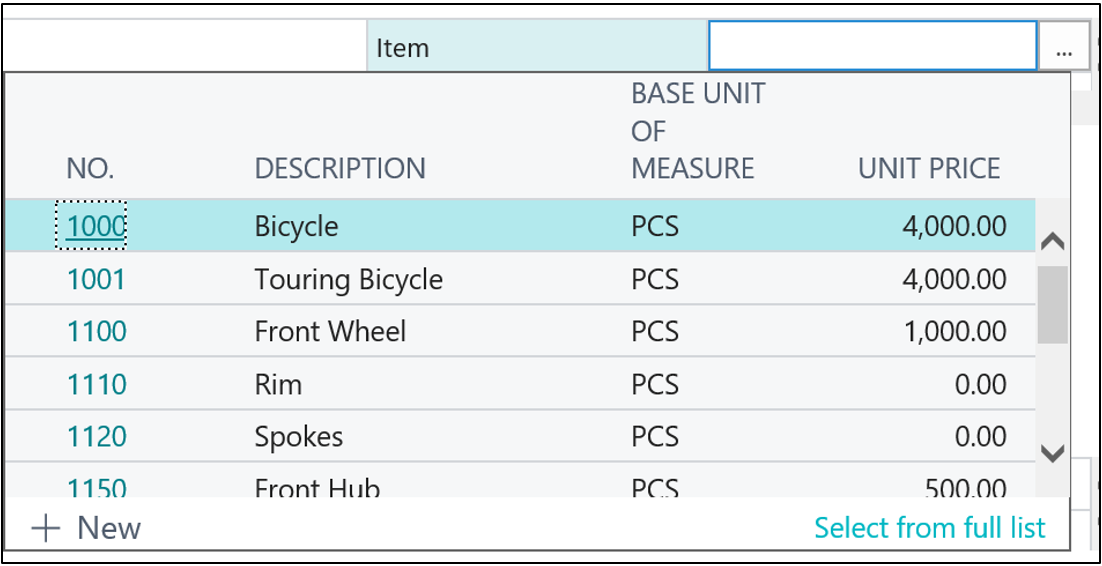 Item ...
BASE UNIT
OF
NO. DESCRIPTION MEASURE UNIT PRICE
1000 Bicycle PCS 4,000.00
1001 Touring Bicycle PCS 4,000.00
1100 Front Wheel PCS 1,000.00
1110 Rim PCS 0.00
1120 Spokes PCS 0.00
1150 Front Hub PCS 500.00
+ New Select from full list